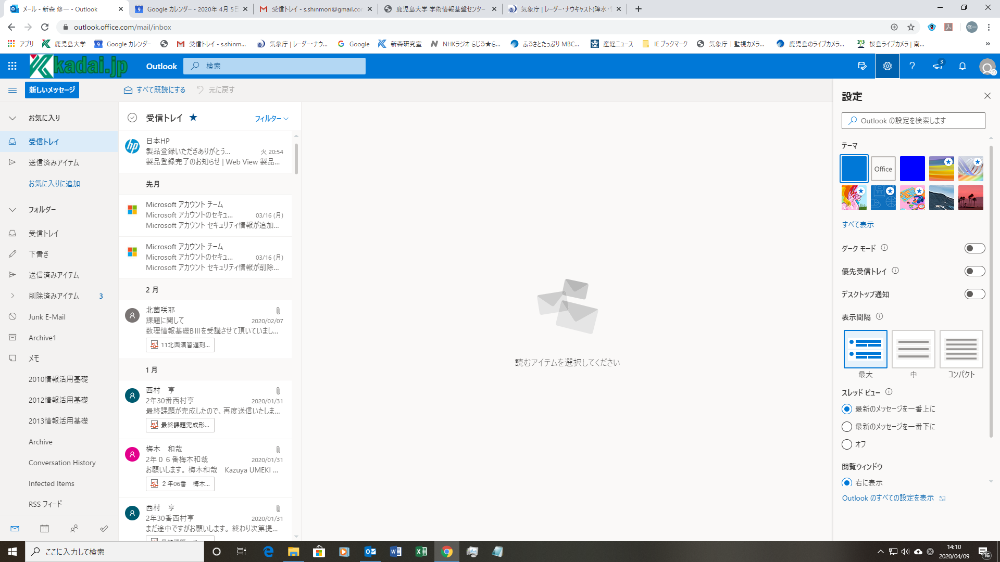 メール - 新森 修一 - Outlook
Google カレンダー - 2020年 4月 5日
受信トレイ - s.shinmori@gmail.co
鹿児島大学 学術情報基盤センター
気象庁 | レーダー・ナウキャスト(降水・
outlook.office.com/mail/inbox
修一
アプリ
鹿児島大学
Google カレンダー
受信トレイ - s.shinm...
気象庁 | レーダー・ナウ...
Google
新森研究室
NHKラジオ らじる★ら...
ふるさとたっぷり MBC...
産経ニュース
IE ブックマーク
気象庁 | 監視カメラ...
鹿児島のライブカメラ...
桜島ライブカメラ | 南...
kadai.jp
Outlook
検索
3
新しいメッセージ
すべて既読にする
元に戻す
お気に入り
受信トレイ
送信済みアイテム
お気に入りに追加
フォルダー
受信トレイ
下書き
送信済みアイテム
削除済みアイテム 3
Junk E-Mail
Archive1
メモ
2010情報活用基礎
2012情報活用基礎
2013情報活用基礎
Archive
Conversation History
Infected Items
RSS フィード
受信トレイ
フィルター
hp
日本HP
製品登録いただきありがとう... 火 20:54
製品登録完了のお知らせ | Web View 製品...
先月
Microsoft アカウント チーム
Microsoft アカウントのセキュ... 03/16 (月)
Microsoft アカウント セキュリティ情報が追加...
Microsoft アカウント チーム
Microsoft アカウントのセキュ... 03/16 (月)
Microsoft アカウント セキュリティ情報が削除...
2 月
北薗咲耶
課題に関して 2020/02/07
数理情報基礎BⅢを受講させて頂いていまし...
11北薗演習遅刻...
1 月
西村　亨
2年30番西村亨 2020/01/31
最終課題が完成したので、再度送信いたしま...
最終課題完成形...
梅木　和哉
2年０６番梅木和哉 2020/01/31
お願いします。 梅木和哉　Kazuya UMEKI ...
２年06番　梅木...
西村　亨
2年30番西村亨 2020/01/31
まだ途中ですがお願いします。 終わり次第提...
読むアイテムを選択してください
設定
Outlook の設定を検索します
テーマ
Office
すべて表示
ダーク モード
優先受信トレイ
デスクトップ通知
表示間隔
最大
中
コンパクト
スレッド ビュー
最新のメッセージを一番上に
最新のメッセージを一番下に
オフ
閲覧ウィンドウ
右に表示
Outlook のすべての設定を表示
ここに入力して検索
14:10
2020/04/09
16